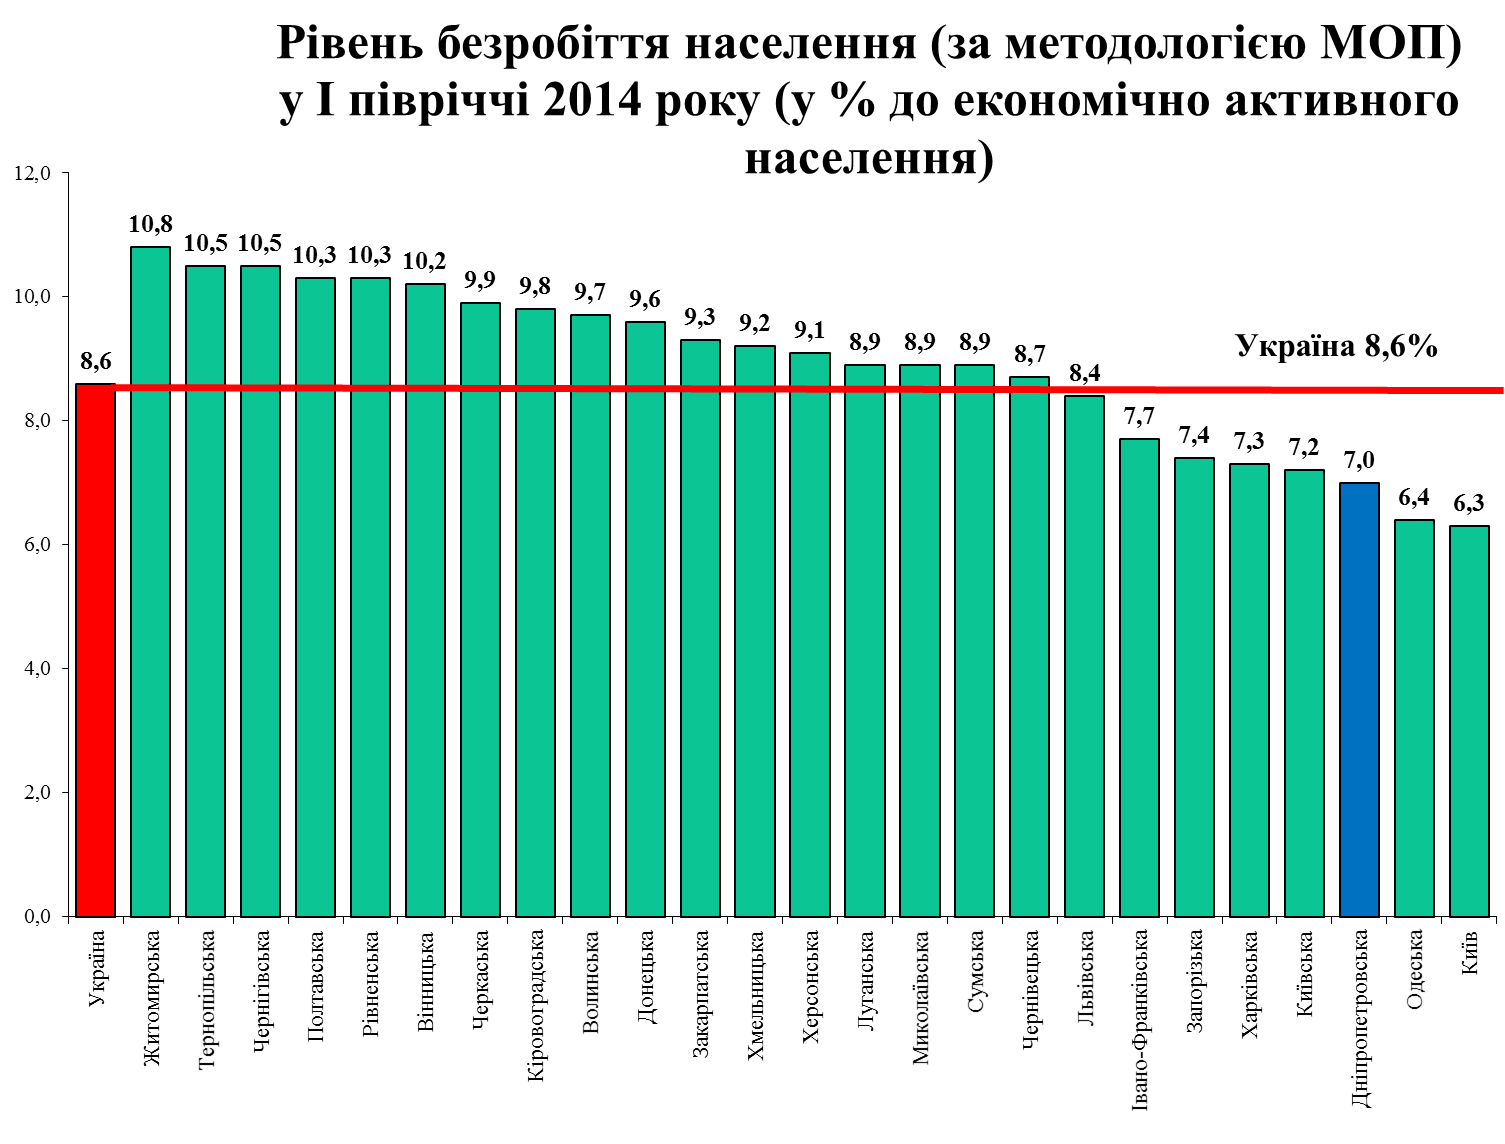 Рівень безробіття населення (за методологією МОП)
у І півріччі 2014 року (у % до економічно активного
населення)
12,0
10,0
8,0
6,0
4,0
2,0
0,0
8,6
10,8
10,5
10,5
10,3
10,3
10,2
9,9
9,8
9,7
9,6
9,3
9,2
9,1
8,9
8,9
8,9
8,7
8,4
7,7
7,4
7,3
7,2
7,0
6,4
6,3
Україна 8,6%
Україна
Житомирська
Тернопільська
Чернігівська
Полтавська
Рівненська
Вінницька
Черкаська
Кіровоградська
Волинська
Донецька
Закарпатська
Хмельницька
Херсонська
Луганська
Миколаївська
Сумська
Чернівецька
Львівська
Івано-Франківська
Запорізька
Харківська
Київська
Дніпропетровська
Одеська
Київ